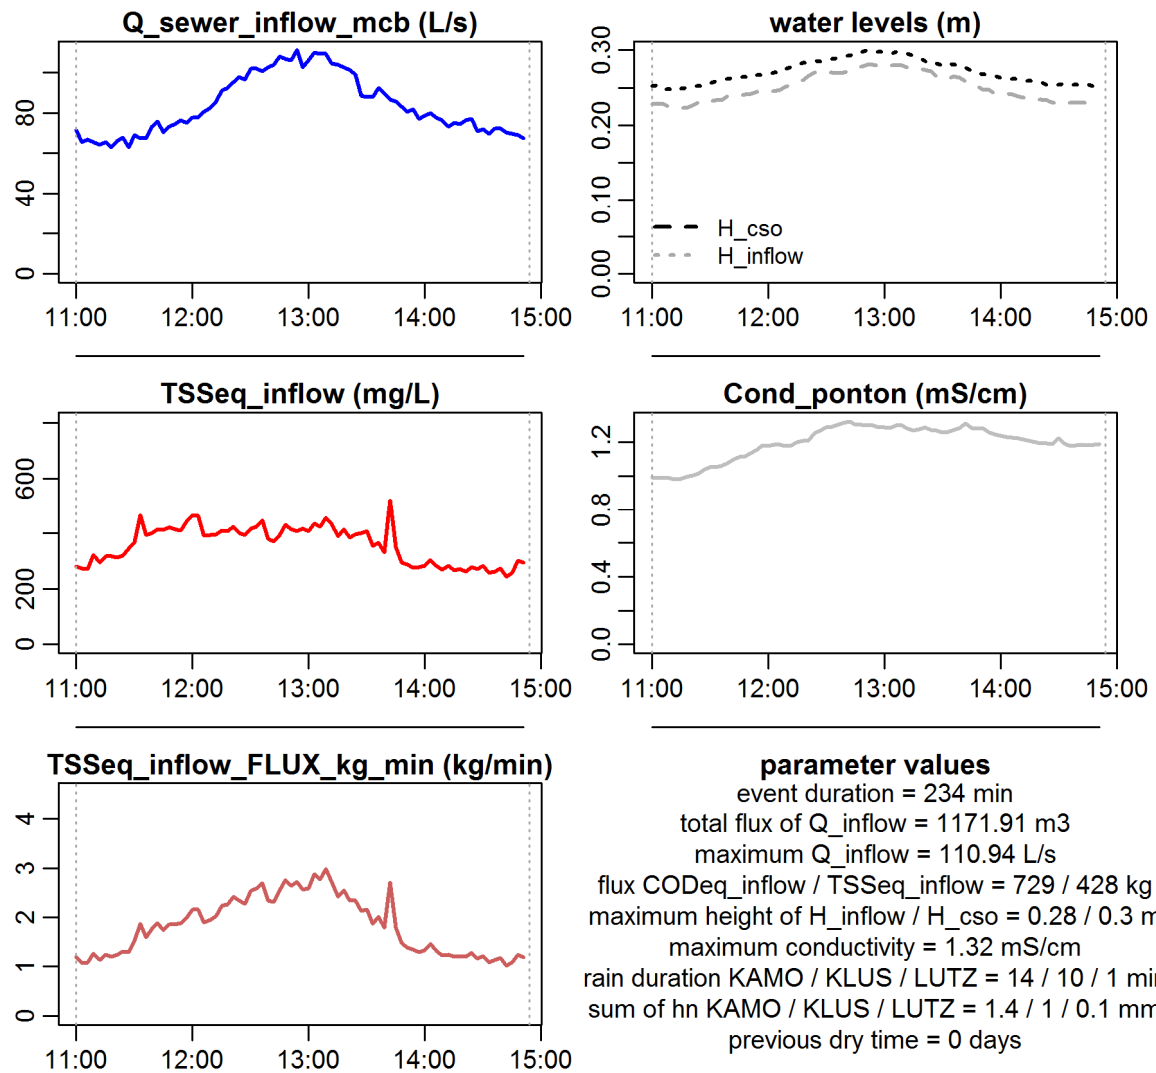 Q_sewer_inflow_mcb (L/s)
0
40
80
11:00 12:00 13:00 14:00 15:00
water levels (m)
0.00
0.10
0.20
0.30
H_cso
H_inflow
11:00 12:00 13:00 14:00 15:00
TSSeq_inflow (mg/L)
0
200
600
11:00 12:00 13:00 14:00 15:00
Cond_ponton (mS/cm)
0.0
0.4
0.8
1.2
11:00 12:00 13:00 14:00 15:00
TSSeq_inflow_FLUX_kg_min (kg/min)
0
1
2
3
4
11:00 12:00 13:00 14:00 15:00
parameter values
event duration = 234 min
total flux of Q_inflow = 1171.91 m3
maximum Q_inflow = 110.94 L/s
flux CODeq_inflow / TSSeq_inflow = 729 / 428 kg
maximum height of H_inflow / H_cso = 0.28 / 0.3 m
maximum conductivity = 1.32 mS/cm
rain duration KAMO / KLUS / LUTZ = 14 / 10 / 1 min
sum of hn KAMO / KLUS / LUTZ = 1.4 / 1 / 0.1 mm
previous dry time = 0 days